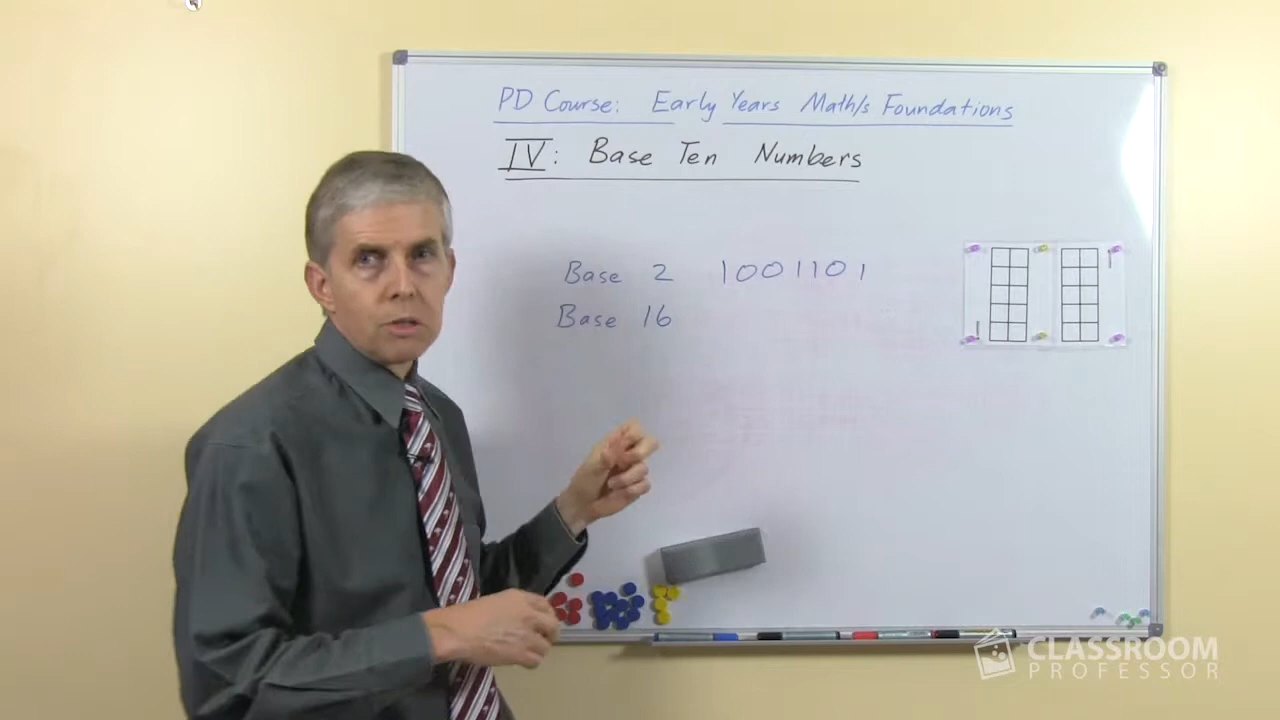 PD Course: Early Years Math/s Foundations
IV: Base Ten Numbers
Base 2 1001101
Base 16
CLASSROOM
PROFESSOR